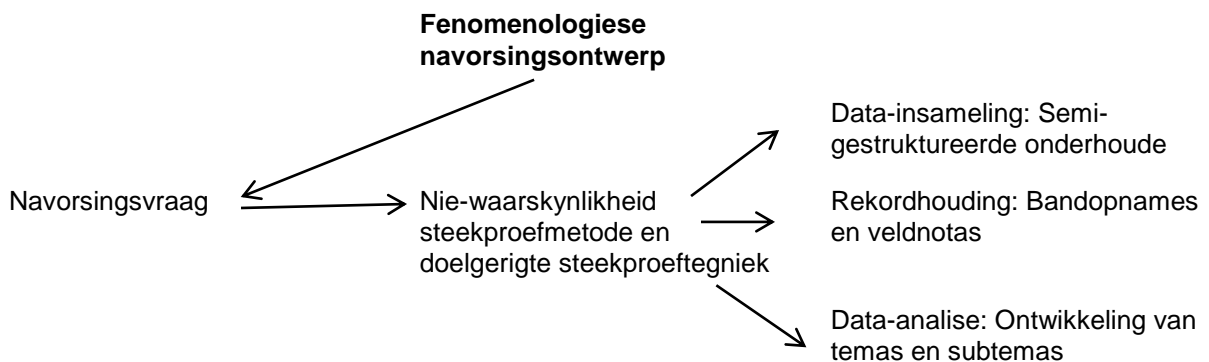 Fenomenologiese
navorsingsontwerp
Navorsingsvraag
Nie-waarskynlikheid
steekproefmetode en
doelgerigte steekproeftegniek
Data-insameling: Semi-
gestruktureerde onderhoude
Rekordhouding: Bandopnames
en veldnotas
Data-analise: Ontwikkeling van
temas en subtemas